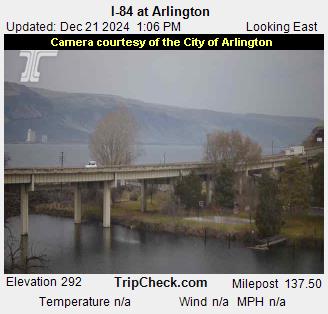 I-84 at Arlington
Updated: Dec 21 2024 1:06 PM Looking East
Camera courtesy of the City of Arlington
Elevation 292 TripCheck.com Milepost 137.50
Temperature n/a Wind n/a MPH n/a